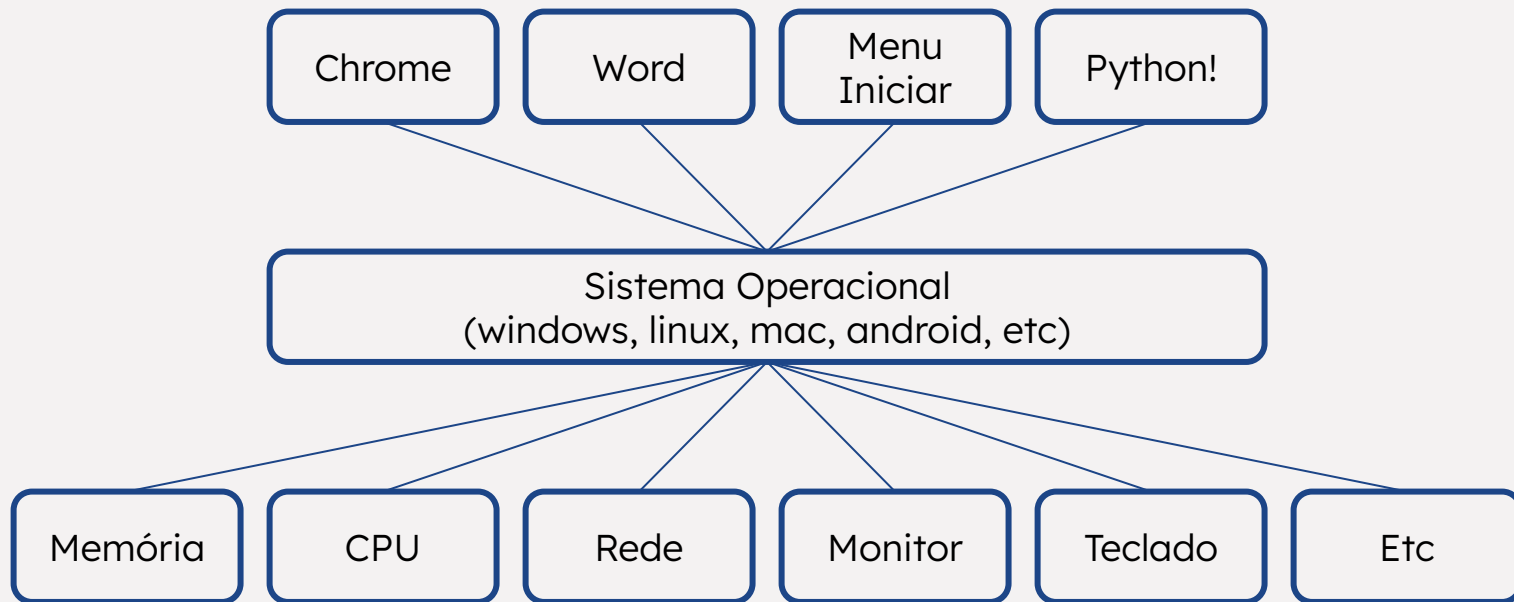 Chrome
Word
Menu
Iniciar
Python!
Sistema Operacional
(windows, linux, mac, android, etc)
Memória
CPU
Rede
Monitor
Teclado
Etc